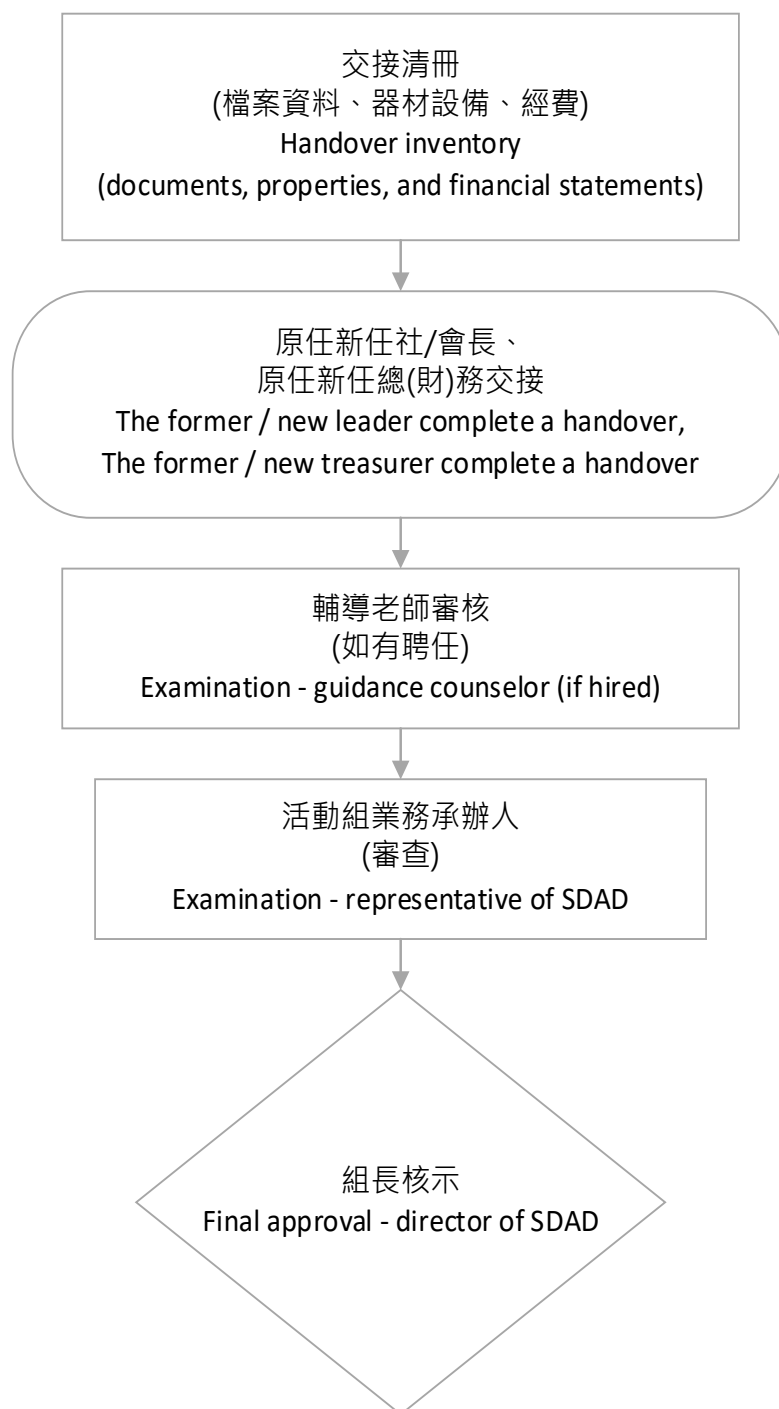 交接清冊
(檔案資料、器材設備、經費)
Handover inventory
(documents, properties, and financial statements)
原任新任社/會長、
原任新任總(財)務交接
The former / new leader complete a handover,
The former / new treasurer complete a handover
輔導老師審核
(如有聘任)
Examination - guidance counselor (if hired)
活動組業務承辦人
(審查)
Examination - representative of SDAD
組長核示
Final approval - director of SDAD